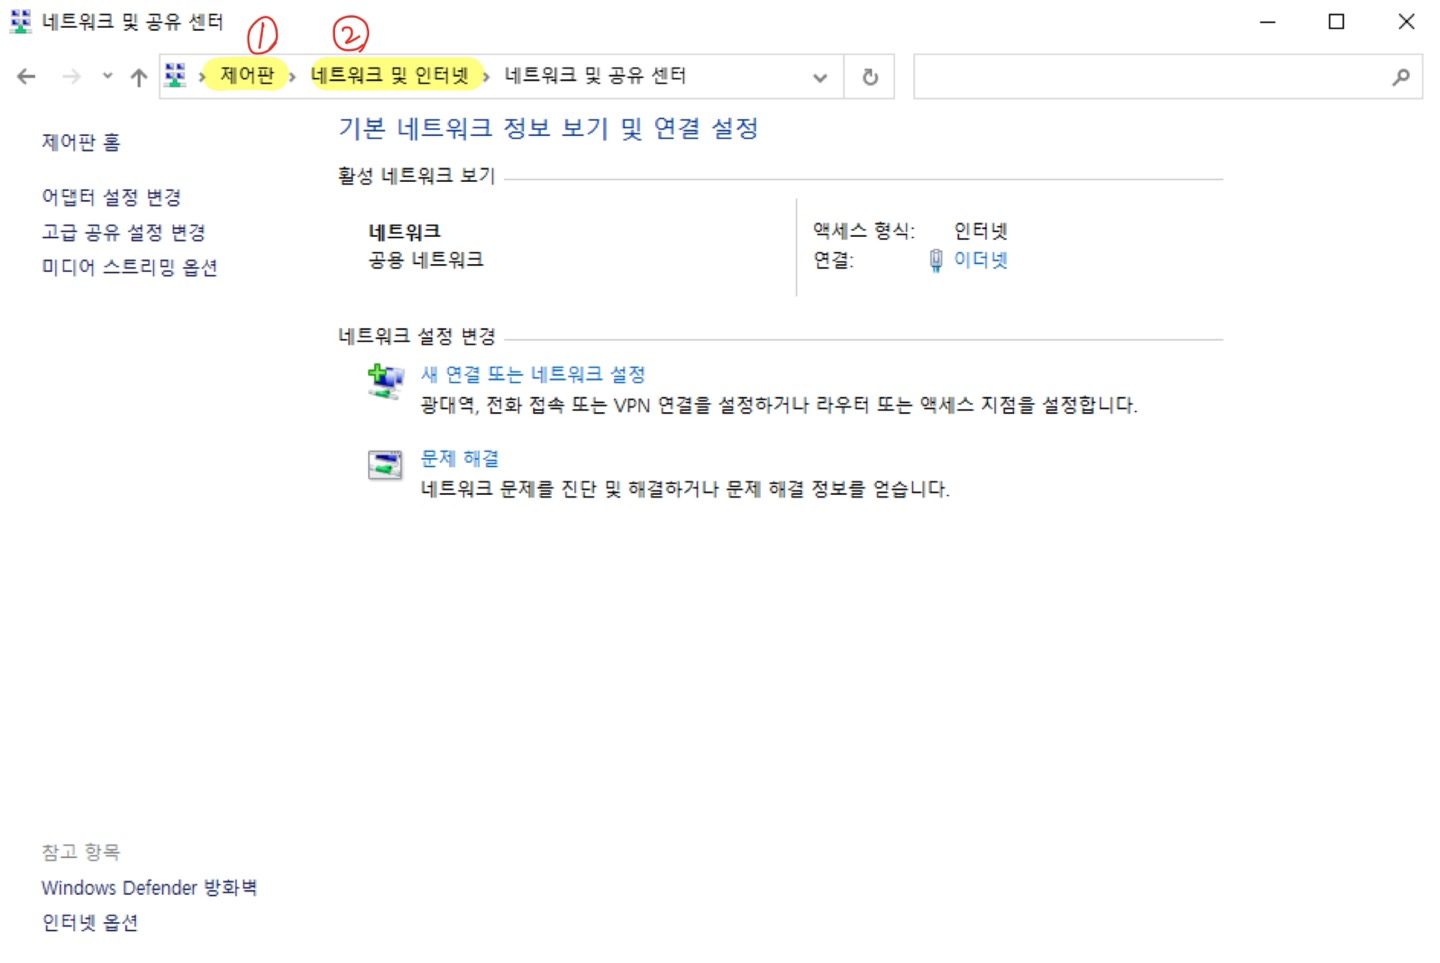 네트워크 및 공유 센터
① ②
제어판 › 네트워크 및 인터넷 › 네트워크 및 공유 센터
제어판 홈
어댑터 설정 변경
고급 공유 설정 변경
미디어 스트리밍 옵션
기본 네트워크 정보 보기 및 연결 설정
활성 네트워크 보기
네트워크
공용 네트워크
액세스 형식: 인터넷
연결: 이더넷
네트워크 설정 변경
새 연결 또는 네트워크 설정
광대역, 전화 접속 또는 VPN 연결을 설정하거나 라우터 또는 액세스 지점을 설정합니다.
문제 해결
네트워크 문제를 진단 및 해결하거나 문제 해결 정보를 얻습니다.
참고 항목
Windows Defender 방화벽
인터넷 옵션